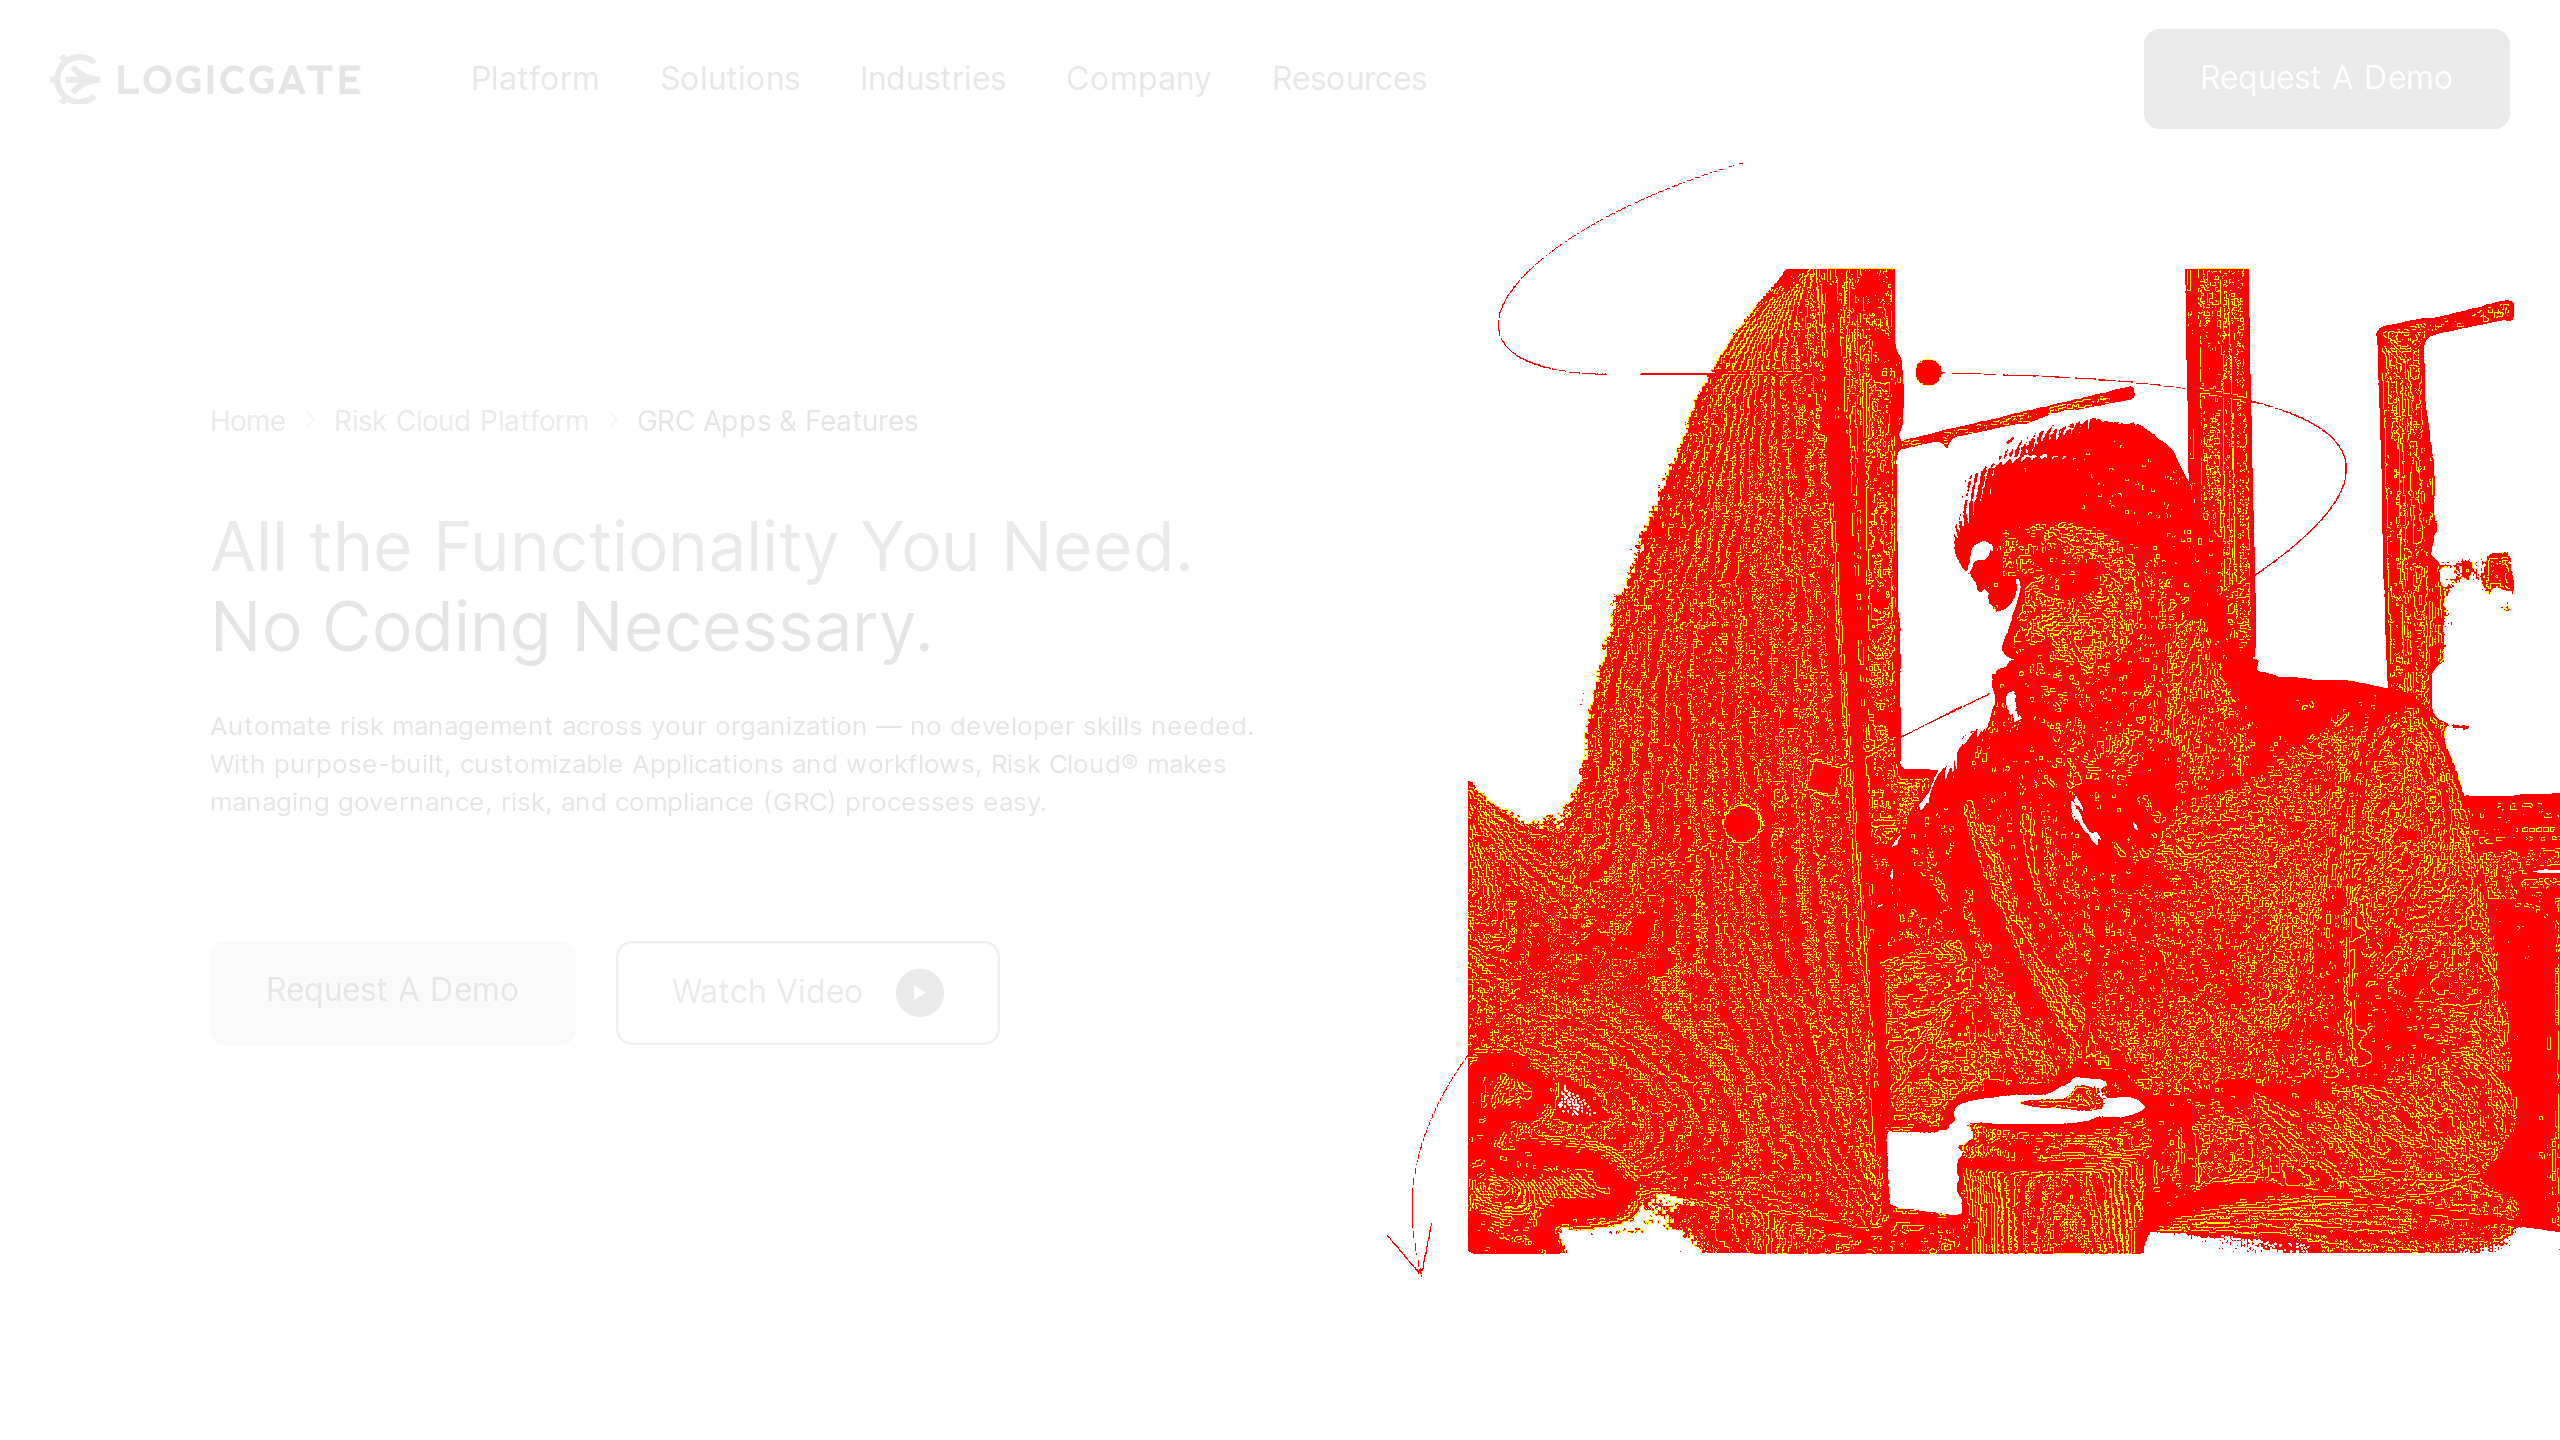 LOGICGATE
Platform
Solutions
Industries
Company
Resources
Request A Demo
Home
Risk Cloud Platform
GRC Apps & Features
All the Functionality You Need.
No Coding Necessary.
Automate risk management across your organization — no developer skills needed.
With purpose-built, customizable Applications and workflows, Risk Cloud® makes
managing governance, risk, and compliance (GRC) processes easy.
Request A Demo
Watch Video